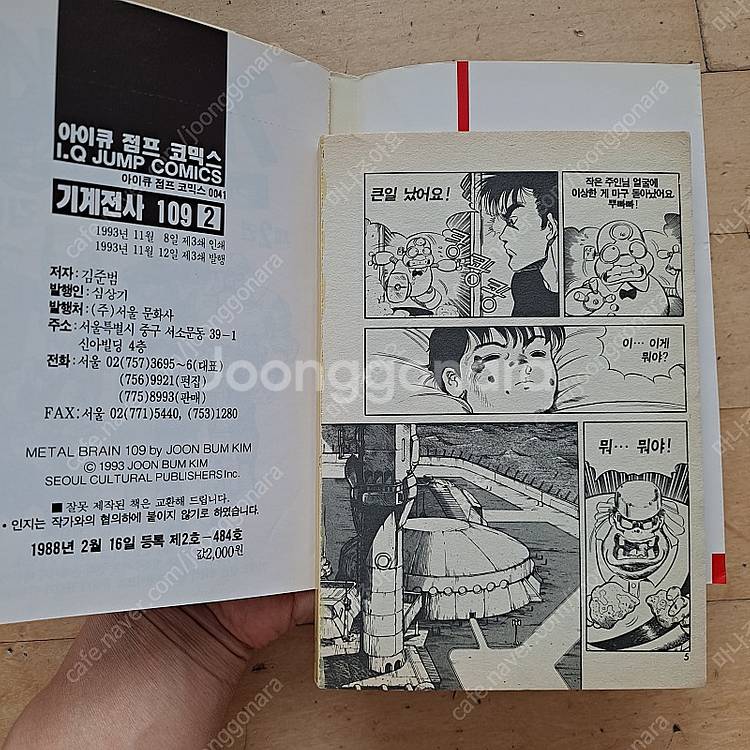 아이큐 점프 코믹스
I.Q JUMP COMICS
아이큐 점프 코믹스 0041
기계전사 109 2
1993년 11월 8일 제3쇄 인쇄
1993년 11월 12일 제3쇄 발행
저자:김준범
발행인:심상기
발행처:(주)서울 문화사
주소:서울특별시 중구 서소문동 39-1
신아빌딩 4층
전화:서울 02(757)3695~6(대표)
(756)9921(편집)
(775)8993(판매)
FAX:서울 02(771)5440, (753)1280
METAL BRAIN 109 by JOON BUM KIM
© 1993 JOON BUM KIM
SEOUL CULTURAL PUBLISHERS Inc.
■ 잘못 제작된 책은 교환해 드립니다.
• 인지는 작가와의 협의하에 붙이지 않기로 하였습니다.
1988년 2월 16일 등록 제2호-484호
값2,000원
큰일 났어요!
작은 주인님 얼굴에
이상한 게 마구 돋아났어요
뿌빠빠!
이… 이게
뭐야?
뭐… 뭐야!
5
Joonggonara
cafe.naver.com/joonggonara